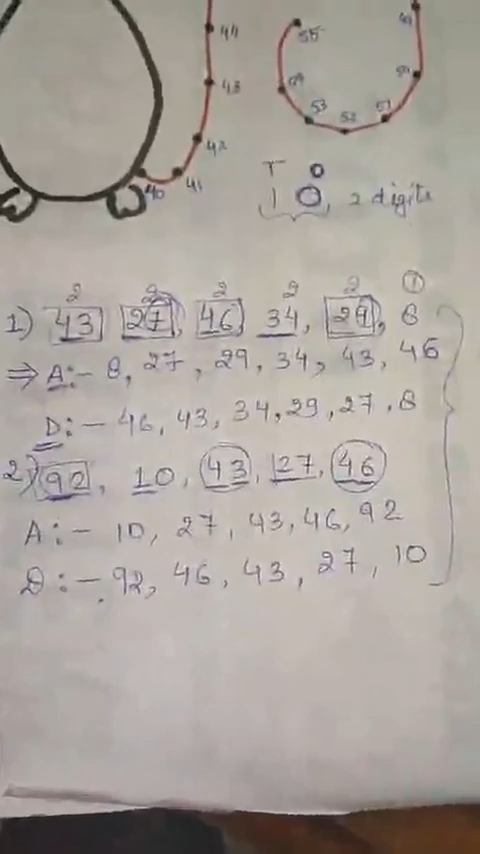 44
43
42
41
40
55
53
52
51
T O
1 0, 2 digits
2 2 2 2 2 1
1) 43 27, 46, 34, 29, 8
⇒ A:- 8, 27, 29, 34, 43, 46
D:- 46, 43, 34, 29, 27, 8
2) 92, 10, 43, 27, 46
A:- 10, 27, 43, 46, 92
D:- 92, 46, 43, 27, 10